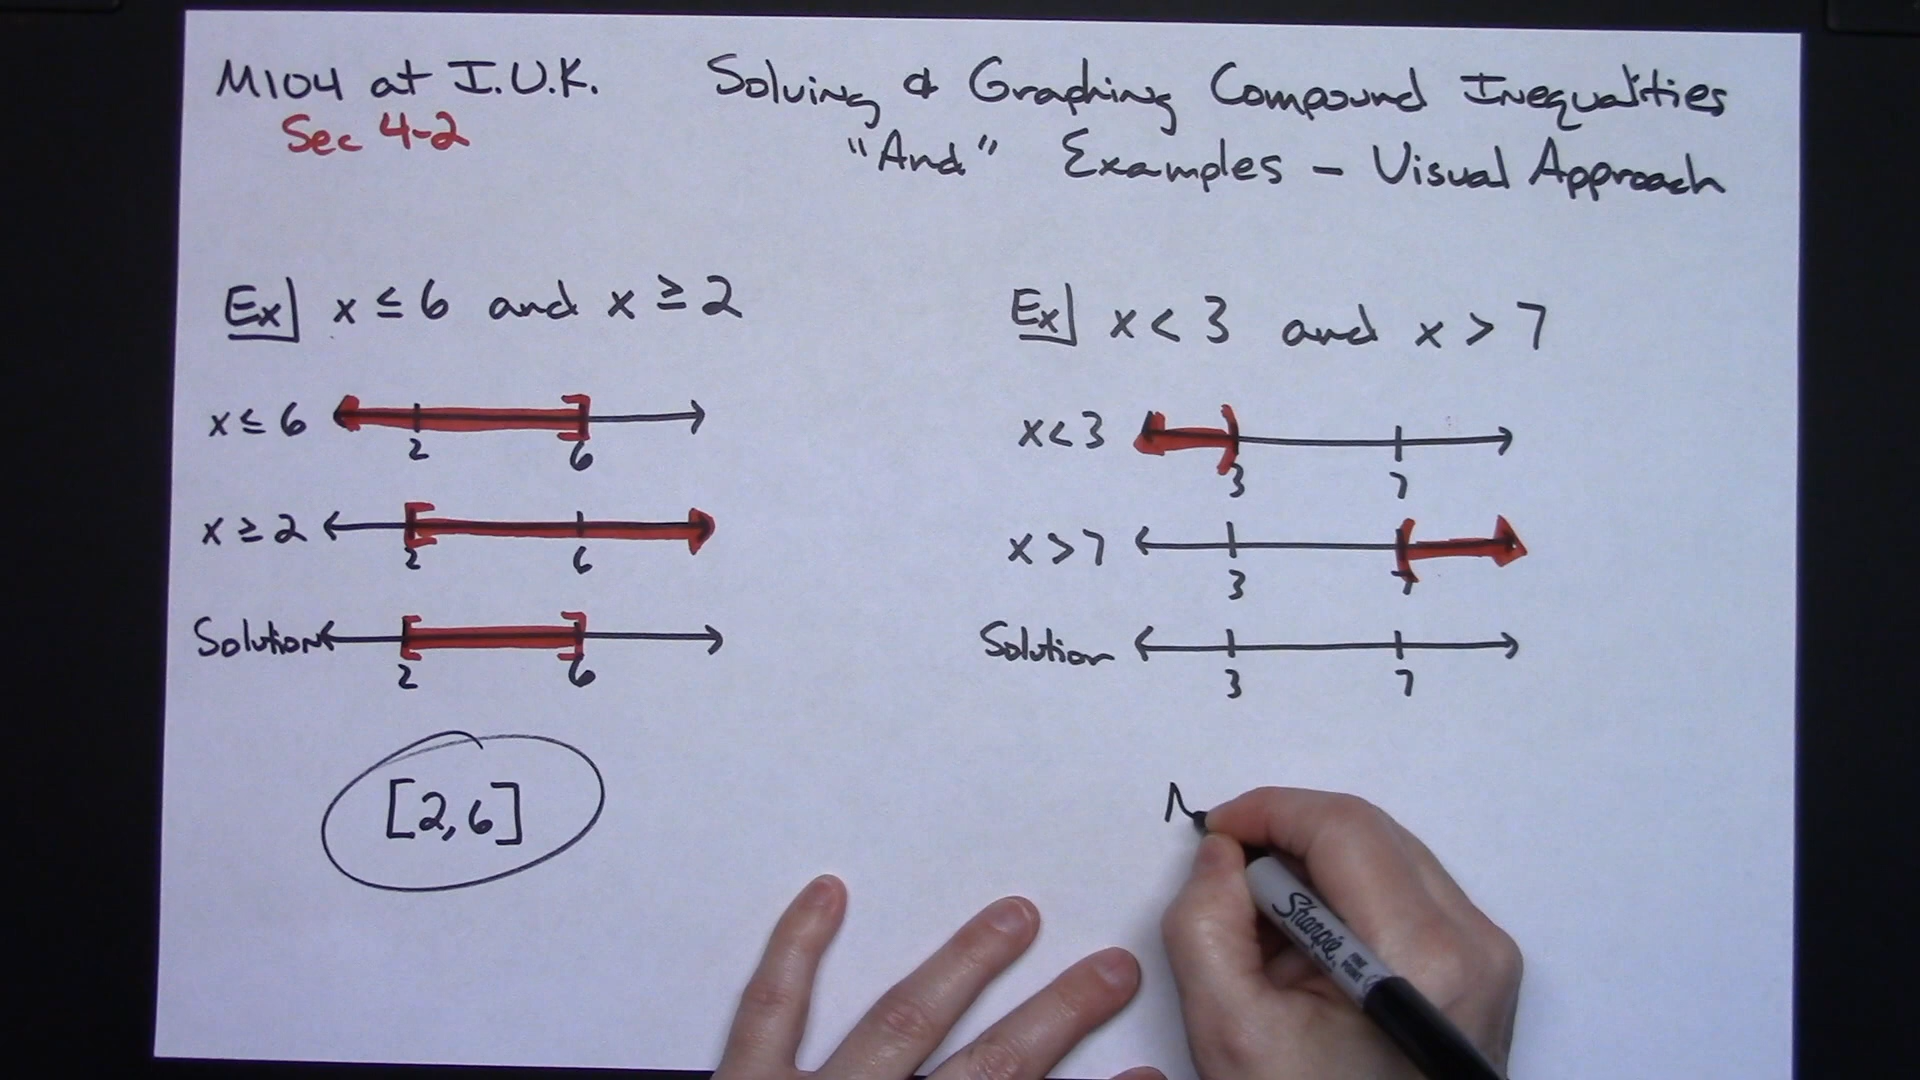 M104 at I.U.K.
Sec 4-2
Solving & Graphing Compound Inequalities
"And" Examples - Visual Approach
Ex] x ≤ 6 and x ≥ 2
x ≤ 6
2 6
x ≥ 2
2 6
Solution
2 6
[2,6]
Ex] x < 3 and x > 7
x < 3
3 7
x > 7
3 7
Solution
3 7
Sharpie
FINE
POINT